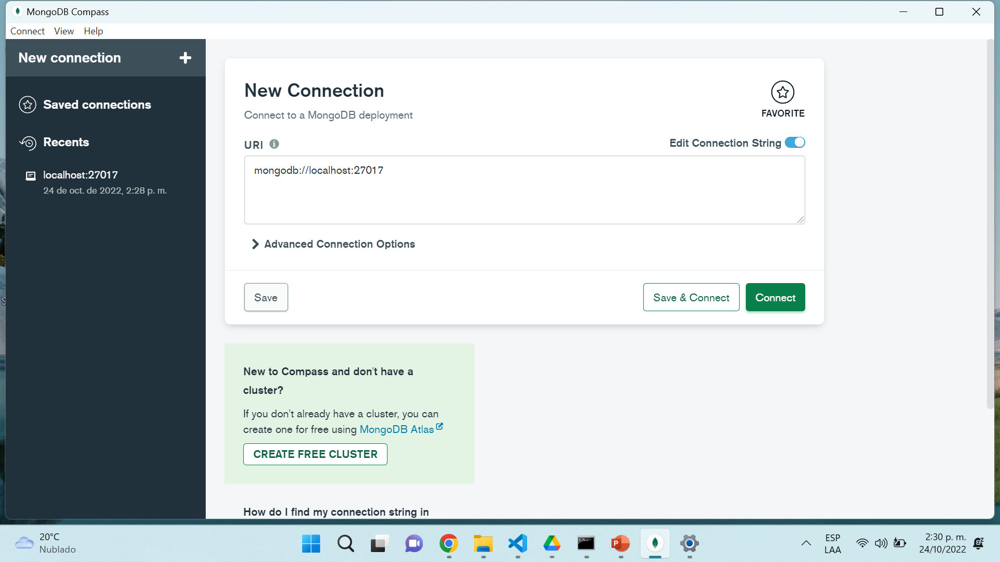 MongoDB Compass
Connect View Help
New connection
Saved connections
Recents
localhost:27017
24 de oct. de 2022, 2:28 p. m.
New Connection
Connect to a MongoDB deployment
FAVORITE
URI
Edit Connection String
mongodb://localhost:27017
Advanced Connection Options
Save
Save & Connect
Connect
New to Compass and don't have a
cluster?
If you don't already have a cluster, you can
create one for free using MongoDB Atlas
CREATE FREE CLUSTER
How do I find my connection string in
20°C
Nublado
ESP
LAA
2:30 p. m.
24/10/2022